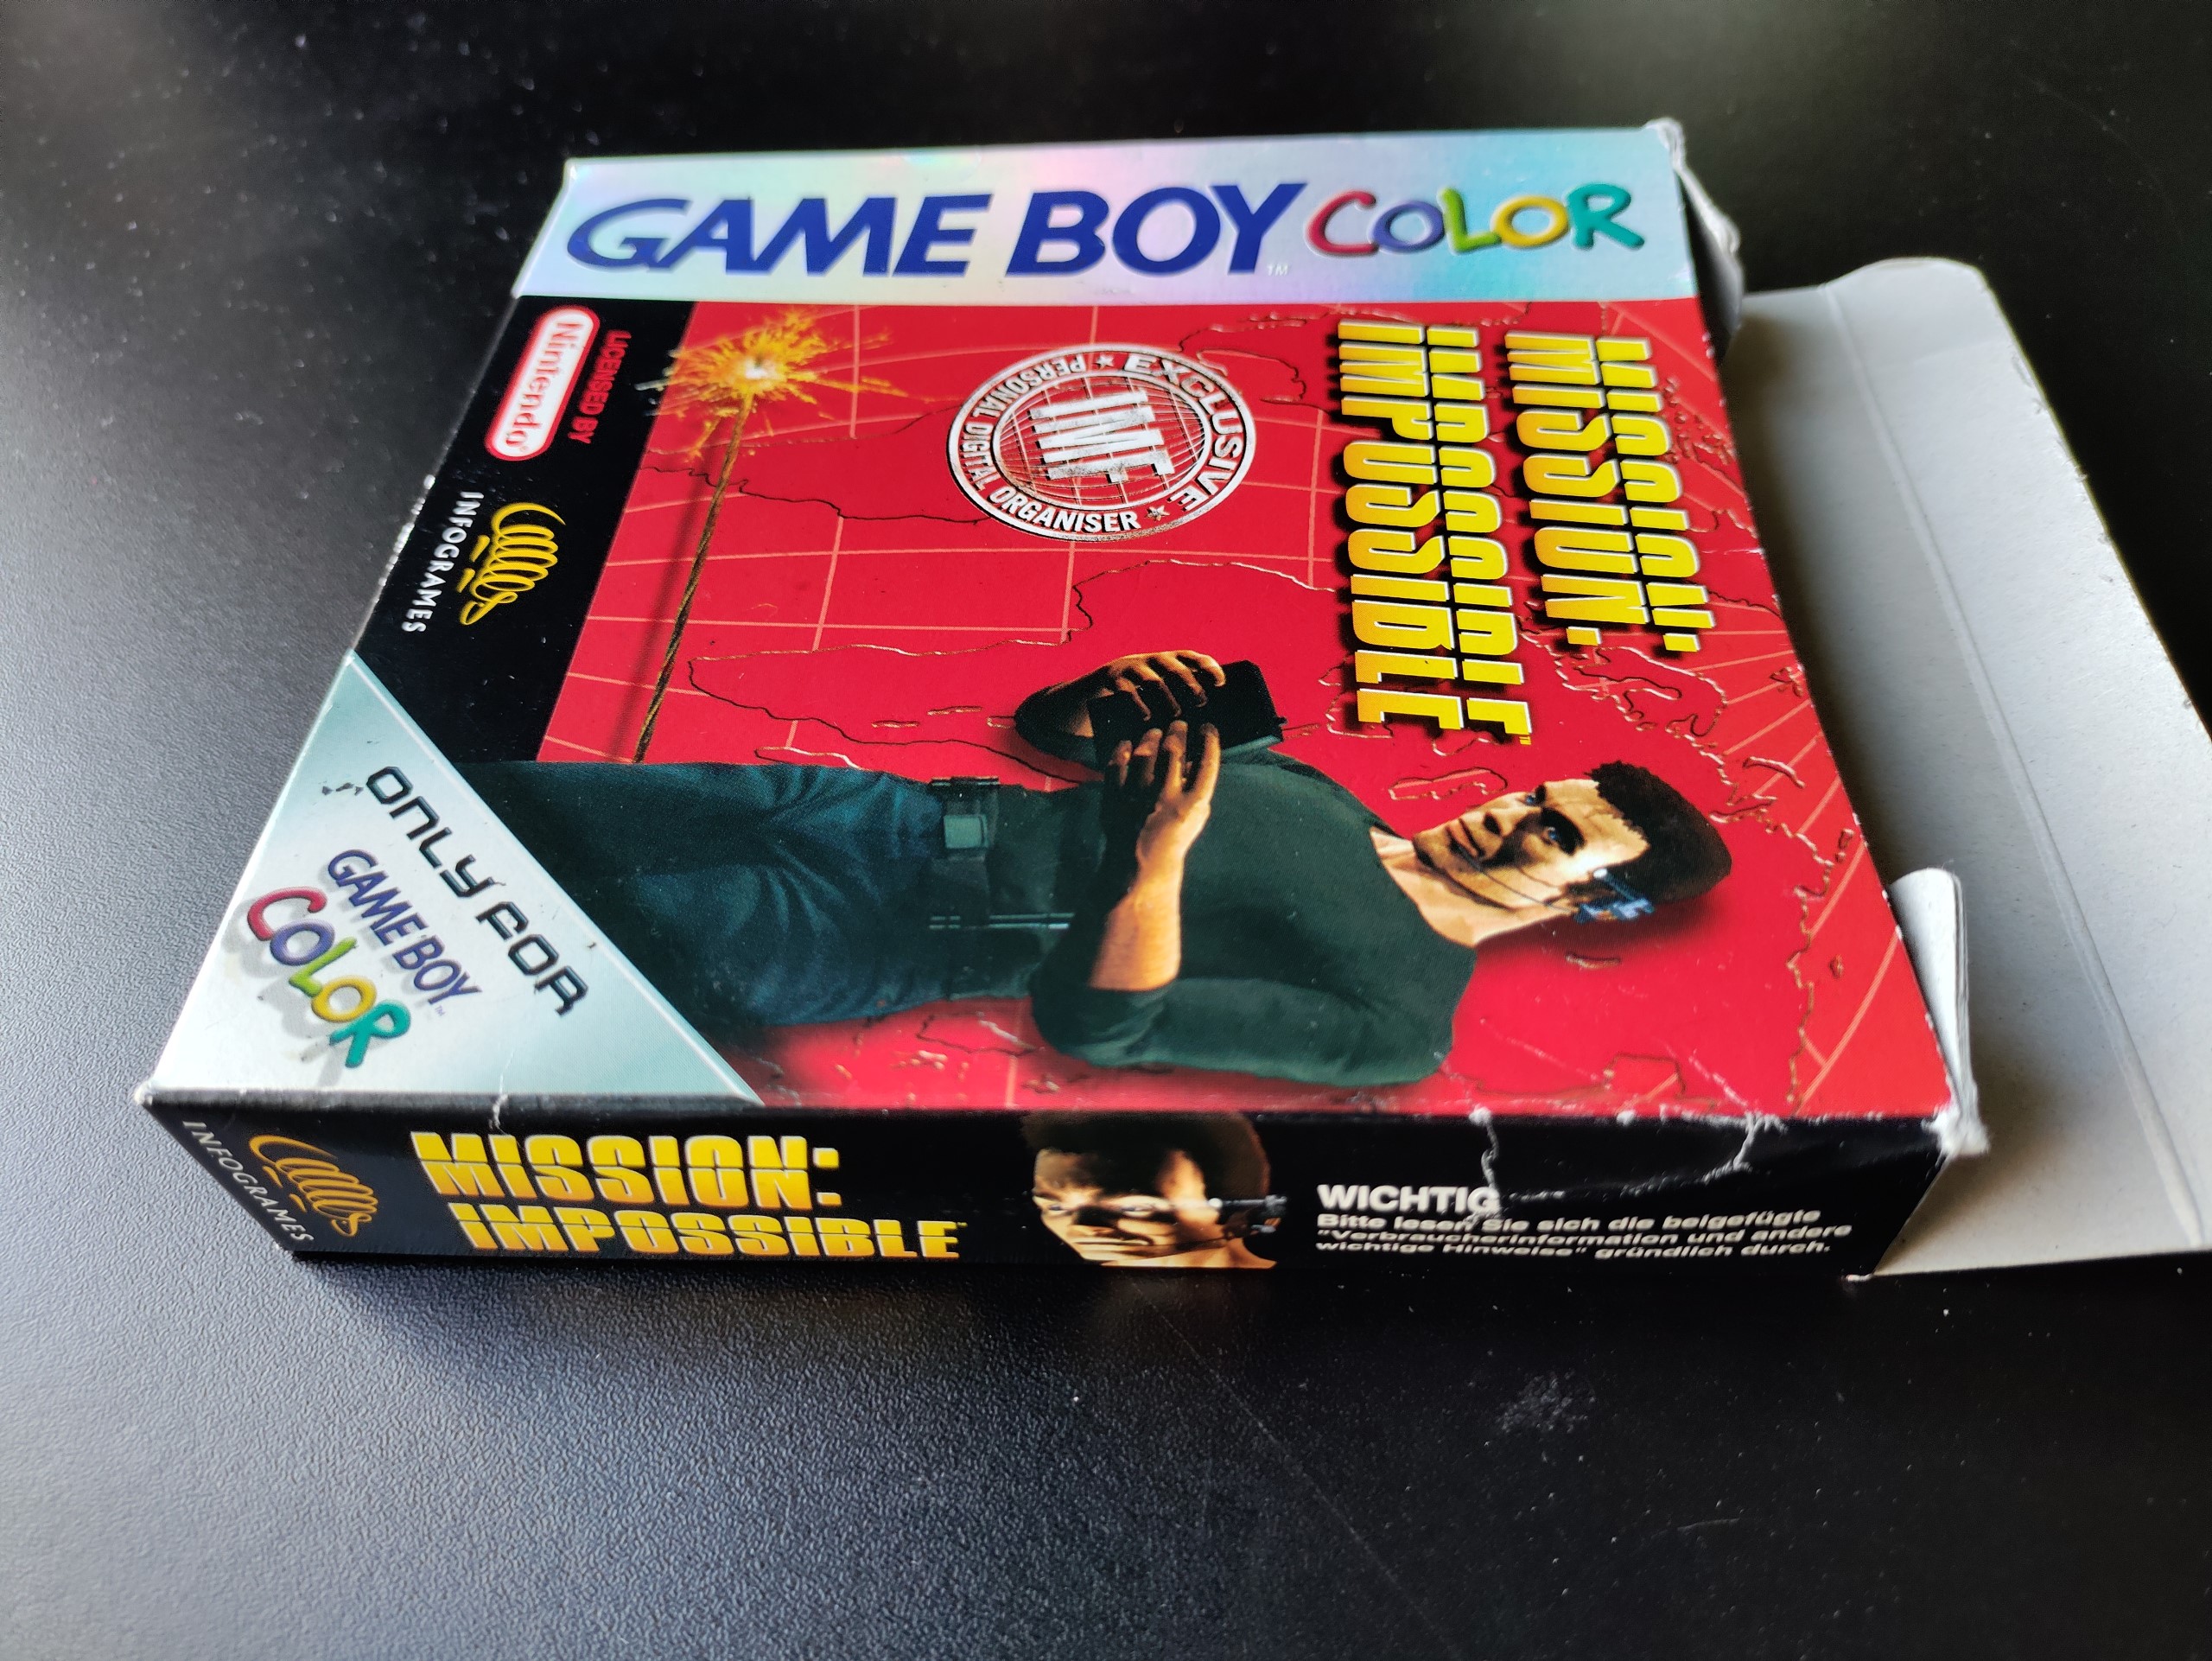 GAME BOY COLOR
TM
MISSION:
IMPOSSIBLE
EXCLUSIVE
PERSONAL DIGITAL ORGANISER
IMF
LICENSED BY
Nintendo
INFOGRAMES
ONLY FOR
GAME BOY
COLOR
INFOGRAMES
MISSION:
IMPOSSIBLE
WICHTIG
Bitte lesen Sie sich die beigefügte
"Verbraucherinformation und andere
wichtige Hinweise" gründlich durch.